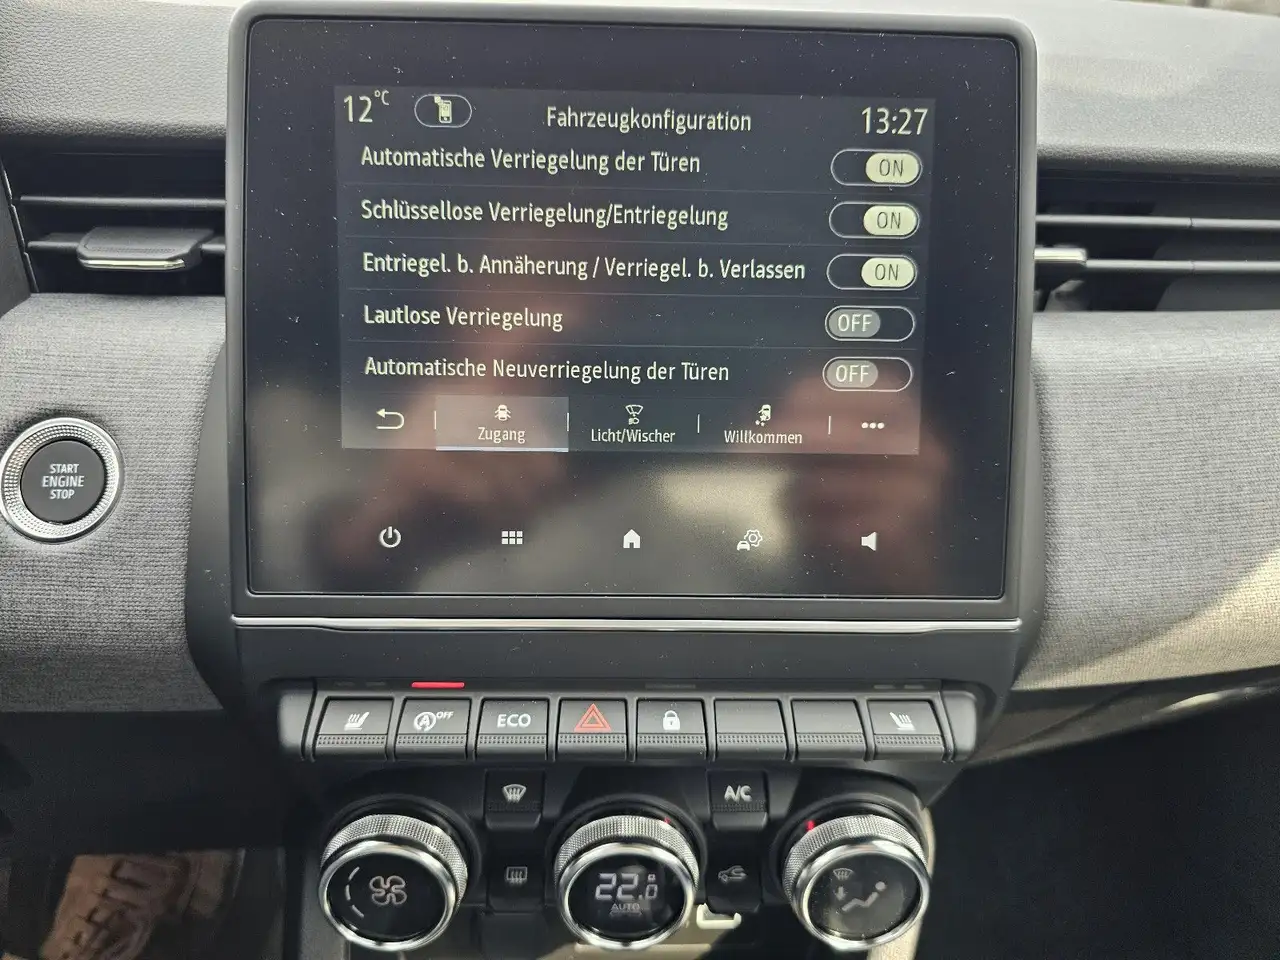 12°C Fahrzeugkonfiguration 13:27
Automatische Verriegelung der Türen ON
Schlüssellose Verriegelung/Entriegelung ON
Entriegel. b. Annäherung / Verriegel. b. Verlassen ON
Lautlose Verriegelung OFF
Automatische Neuverriegelung der Türen OFF
Zugang Licht/Wischer Willkommen •••
START
ENGINE
STOP
A OFF ECO
A/C
22.0
AUTO